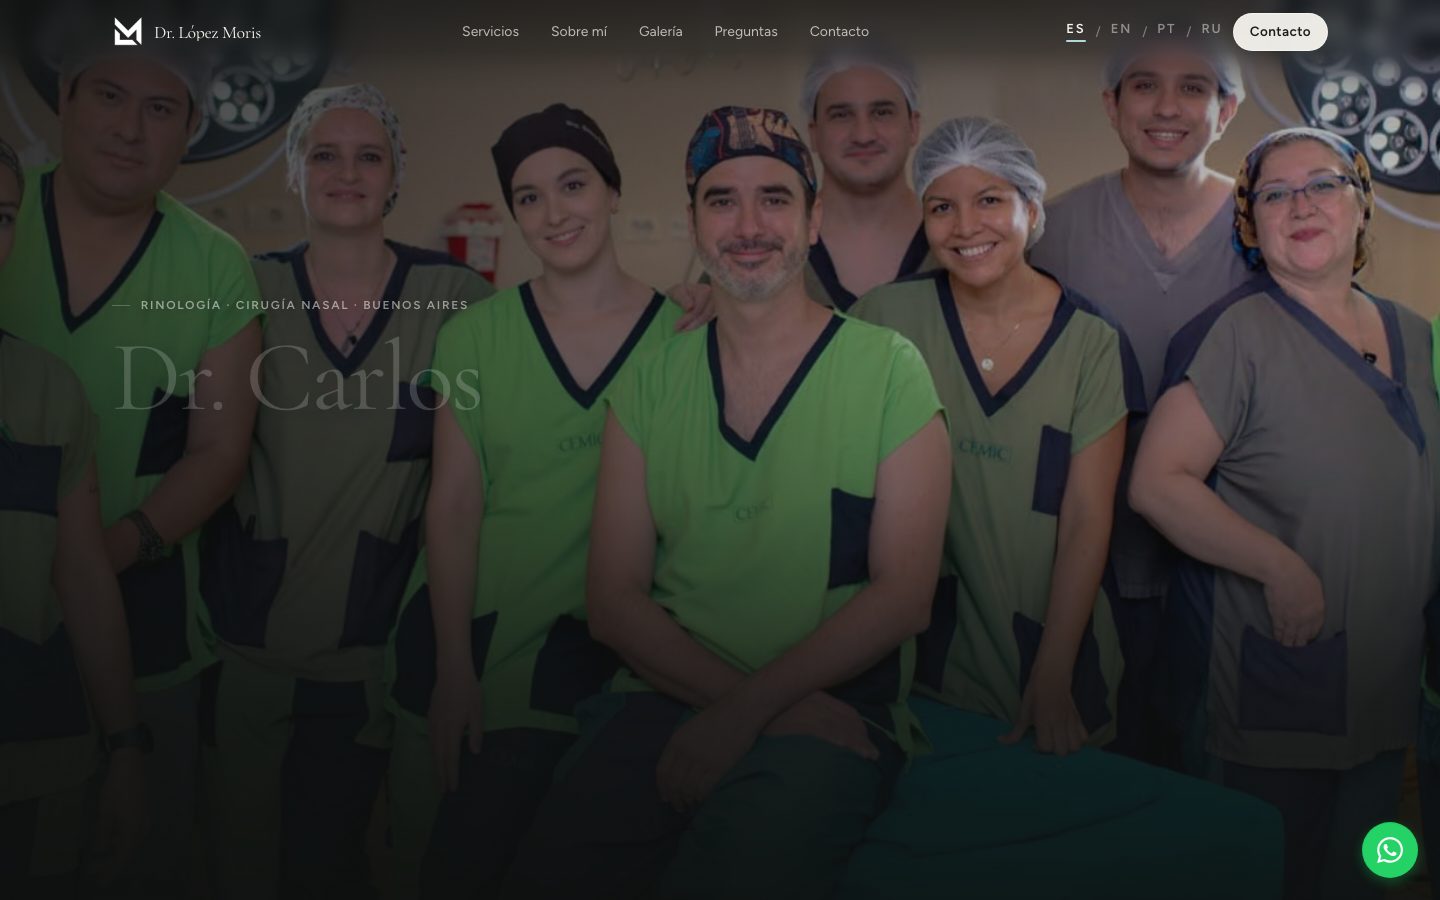 Dr. López Moris
Servicios
Sobre mí
Galería
Preguntas
Contacto
ES / EN / PT / RU
Contacto
RINOLOGÍA · CIRUGÍA NASAL · BUENOS AIRES
Dr. Carlos
CEMIC
CEMIC
CEMIC